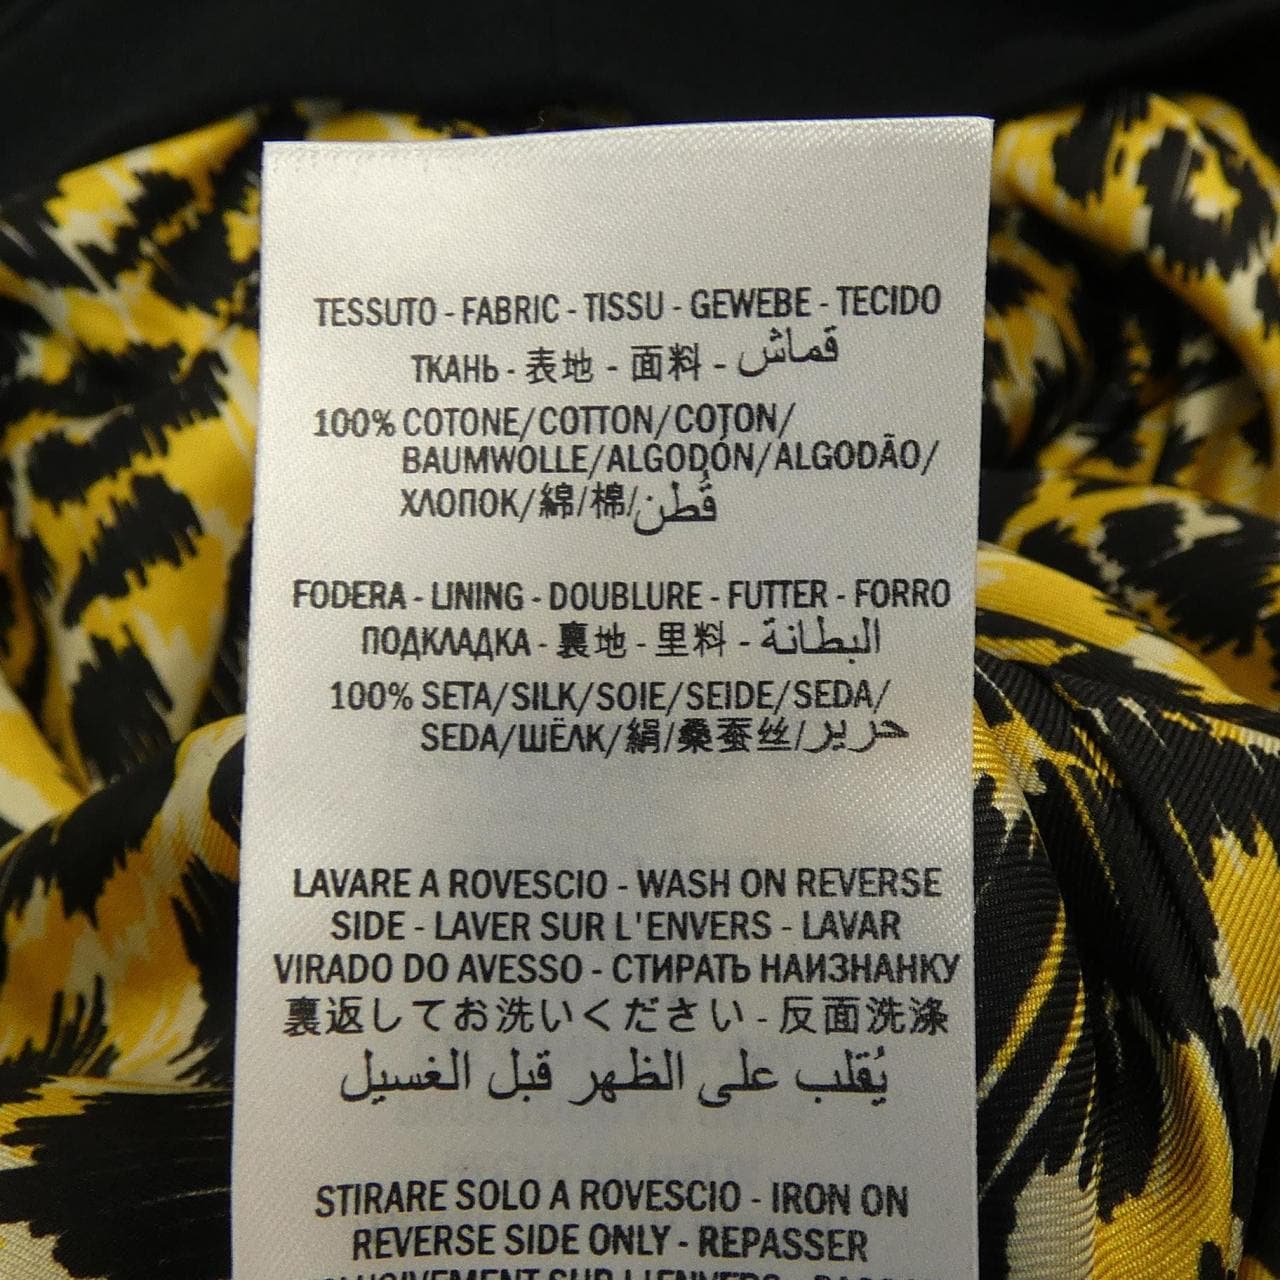 TESSUTO - FABRIC - TISSU - GEWEBE - TECIDO
ТКАНЬ - 表地 - 面料 - قماش
100% COTONE/COTTON/COTON/
BAUMWOLLE/ALGODÓN/ALGODÃO/
ХЛОПОК/綿/棉/قُطن
FODERA - LINING - DOUBLURE - FUTTER - FORRO
ПОДКЛАДКА - 裏地 - 里料 - البطانة
100% SETA/SILK/SOIE/SEIDE/SEDA/
SEDA/ШЁЛК/絹/桑蚕丝/حرير
LAVARE A ROVESCIO - WASH ON REVERSE
SIDE - LAVER SUR L'ENVERS - LAVAR
VIRADO DO AVESSO - СТИРАТЬ НАИЗНАНКУ
裏返してお洗いください - 反面洗涤
يُقلب على الظهر قبل الغسيل
STIRARE SOLO A ROVESCIO - IRON ON
REVERSE SIDE ONLY - REPASSER
SUR L'ENVERS